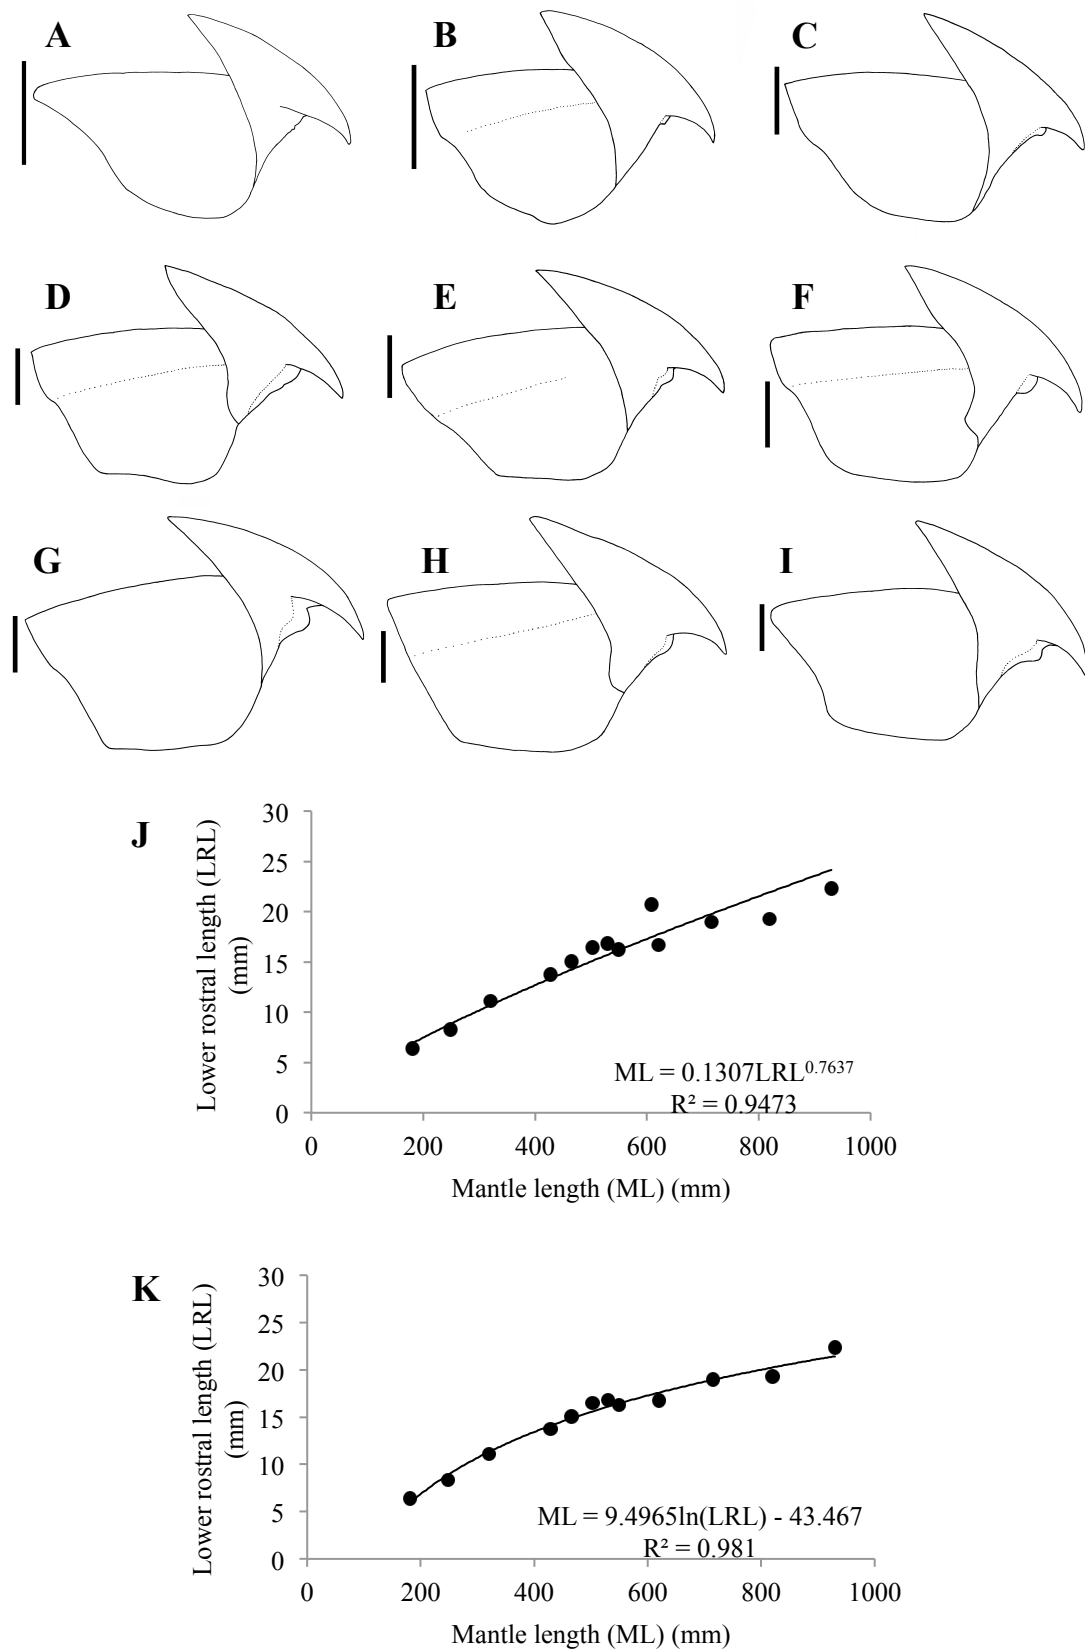 A
B
C
D
E
F
G
H
I
J
Lower rostral length (LRL)
(mm)
30
25
20
15
10
5
0
ML = 0.1307LRL^0.7637
R² = 0.9473
0 200 400 600 800 1000
Mantle length (ML) (mm)
K
Lower rostral length (LRL)
(mm)
30
25
20
15
10
5
0
ML = 9.4965ln(LRL) - 43.467
R² = 0.981
0 200 400 600 800 1000
Mantle length (ML) (mm)